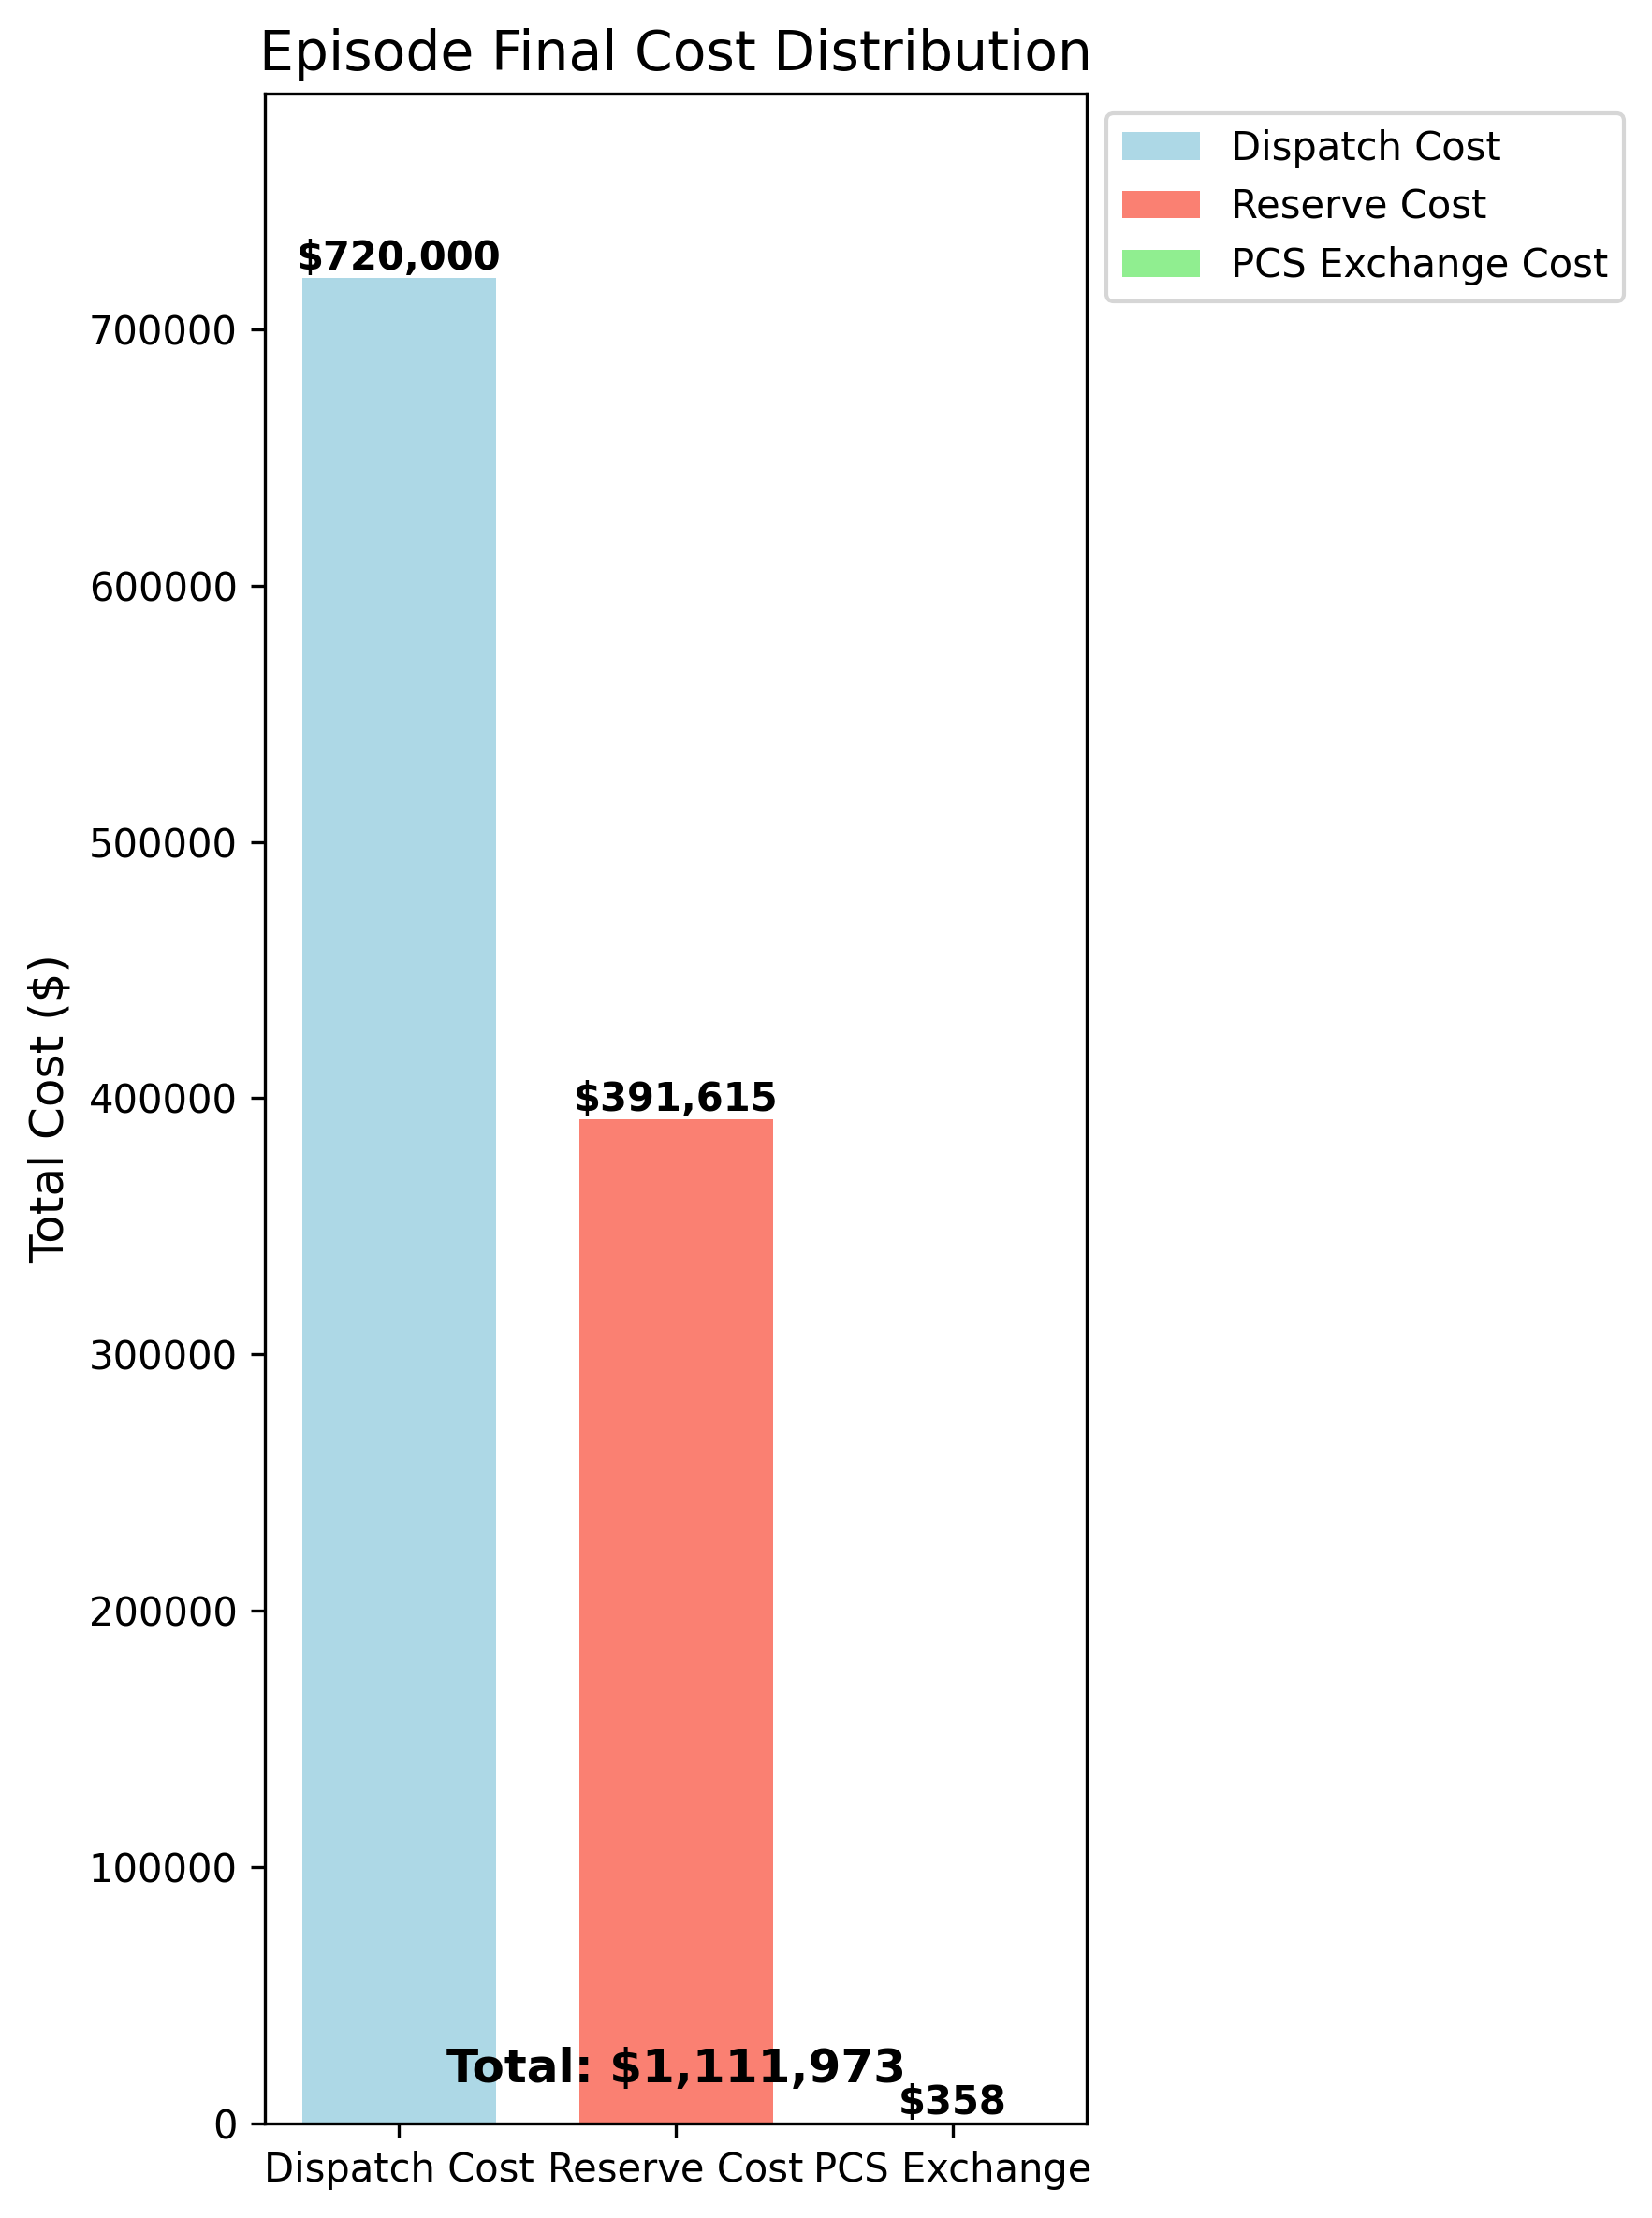 Episode Final Cost Distribution
Dispatch Cost
Reserve Cost
PCS Exchange Cost
$720,000
700000
600000
500000
$391,615
400000
300000
200000
100000
0
Total Cost ($)
Total: $1,111,973
$358
Dispatch Cost Reserve Cost PCS Exchange